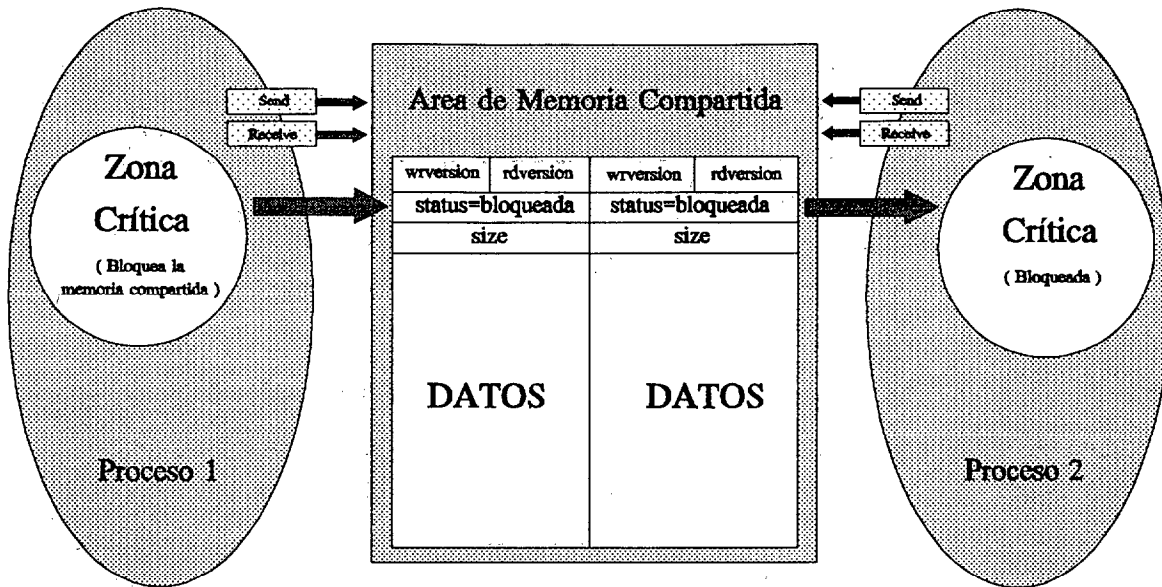 Send
Receive
Zona
Crítica
( Bloquea la
memoria compartida )
Proceso 1
Area de Memoria Compartida
wrversion rdversion wrversion rdversion
status=bloqueada status=bloqueada
size size
DATOS DATOS
Send
Receive
Zona
Crítica
( Bloqueada )
Proceso 2